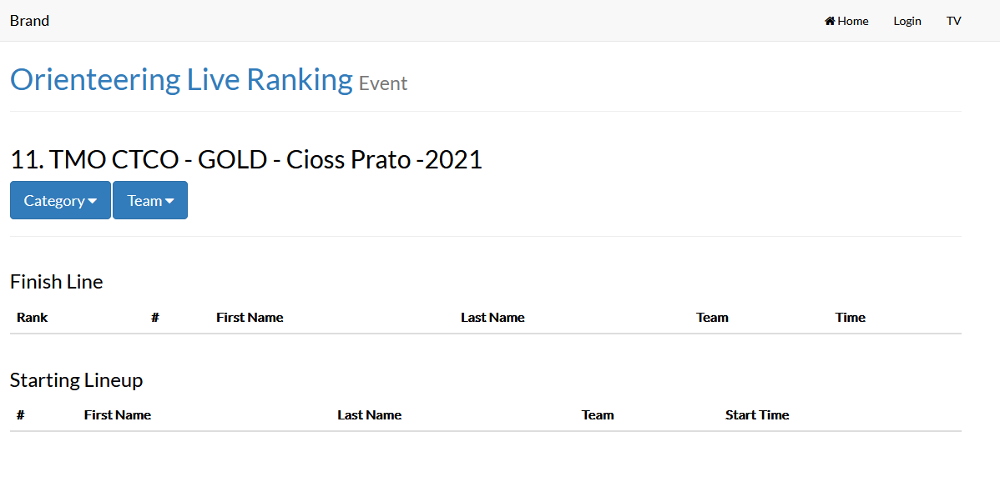 Brand Home Login TV
Orienteering Live Ranking Event
11. TMO CTCO - GOLD - Cioss Prato -2021
Category Team
Finish Line
Rank # First Name Last Name Team Time
Starting Lineup
# First Name Last Name Team Start Time